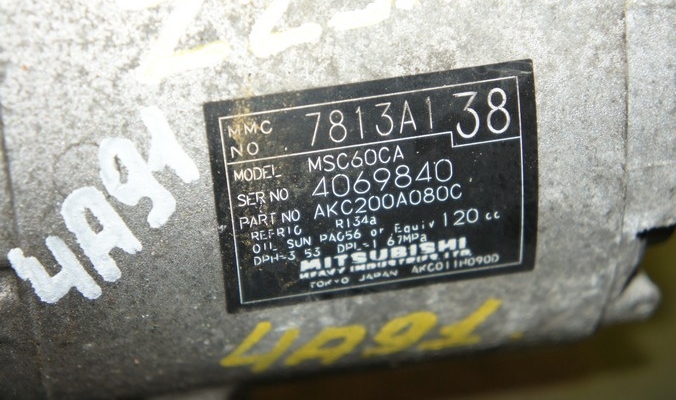 MMC NO 7813A138
MODEL MSC60CA
SER NO 4069840
PART NO AKC200A080C
REFRIG R134a
OIL SUN PAG56 or Equiv 120 cc
DPH-3 53 DPL-1 67MPa
MITSUBISHI
HEAVY INDUSTRIES, LTD.
TOKYO JAPAN AKC011H090D
4A91
4A91.